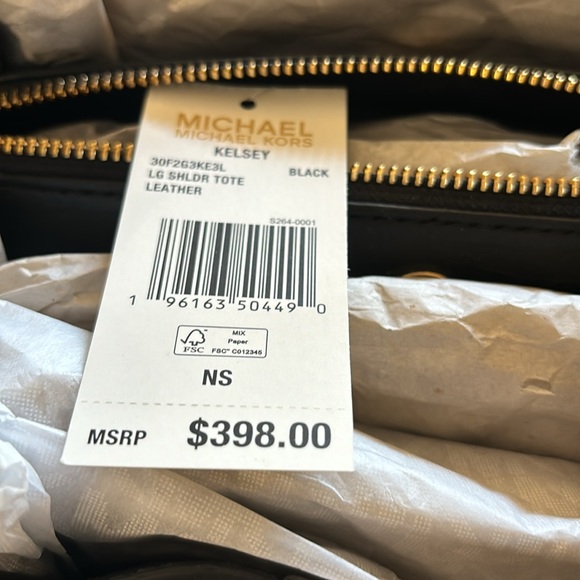 MICHAEL
MICHAEL KORS
KELSEY
30F2G3KE3L BLACK
LG SHLDR TOTE
LEATHER
S264-0001
1 96163 50449 0
MIX
Paper
FSC FSC™ C012345
NS
MSRP $398.00